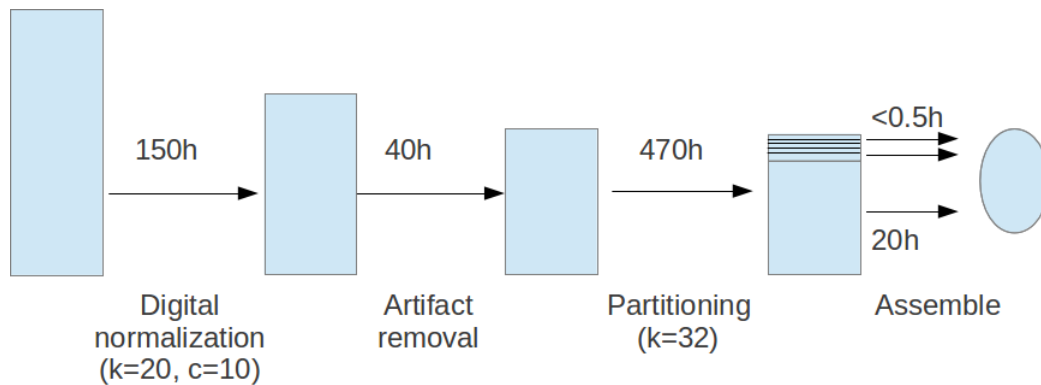 <0.5h
150h
40h
470h
20h
Digital
normalization
(k=20, c=10)
Artifact
removal
Partitioning
(k=32)
Assemble